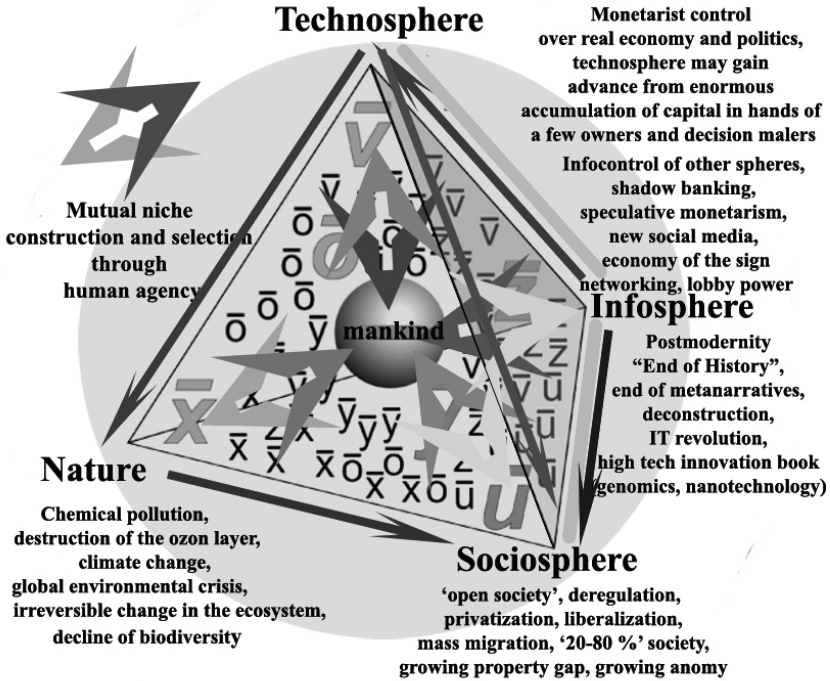 Technosphere
Monetarist control
over real economy and politics,
technosphere may gain
advance from enormous
accumulation of capital in hands of
a few owners and decision malers
Infocontrol of other spheres,
shadow banking,
speculative monetarism,
new social media,
economy of the sign
networking, lobby power
Mutual niche
construction and selection
through
human agency
mankind
Infosphere
Postmodernity
“End of History”,
end of metanarratives,
deconstruction,
IT revolution,
high tech innovation book
(genomics, nanotechnology)
Nature
Chemical pollution,
destruction of the ozon layer,
climate change,
global environmental crisis,
irreversible change in the ecosystem,
decline of biodiversity
Sociosphere
‘open society’, deregulation,
privatization, liberalization,
mass migration, ‘20-80 %’ society,
growing property gap, growing anomy